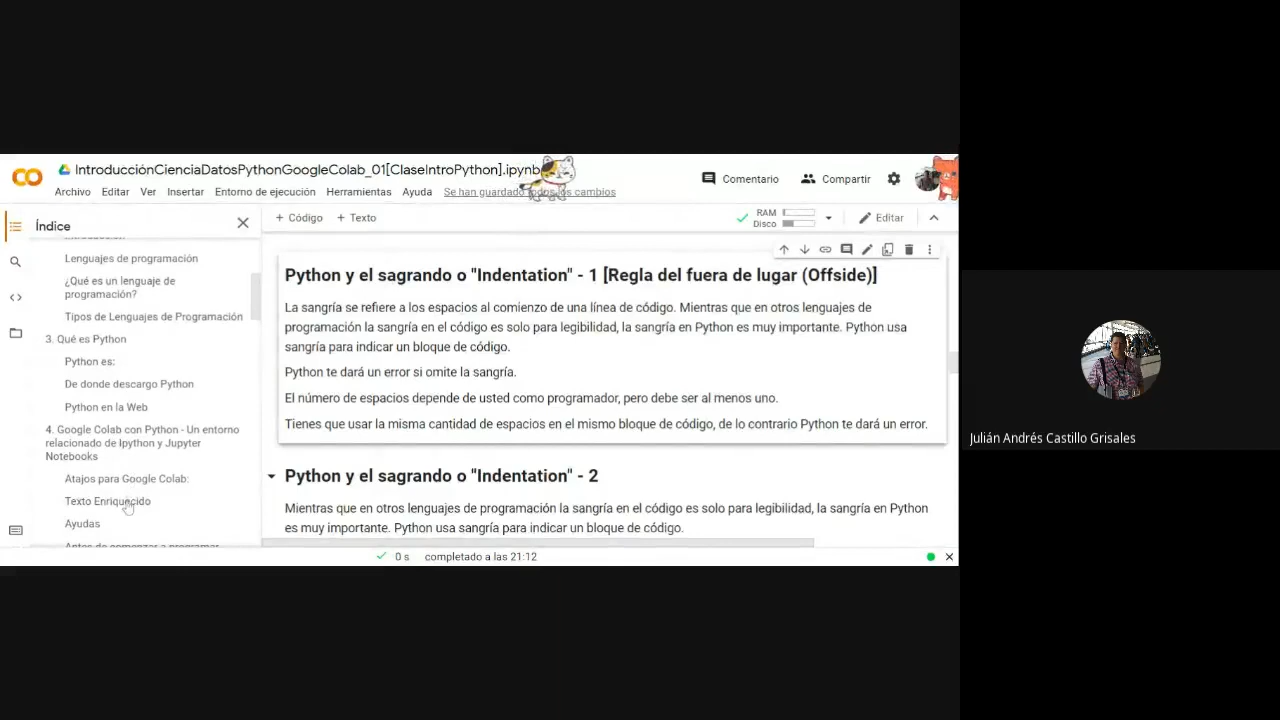 IntroducciónCienciaDatosPythonGoogleColab_01[ClaseIntroPython].ipynb
Comentario
Compartir
Archivo Editar Ver Insertar Entorno de ejecución Herramientas Ayuda Se han guardado todos los cambios
Índice
+ Código + Texto
RAM
Disco
Editar
Lenguajes de programación
¿Qué es un lenguaje de
programación?
Tipos de Lenguajes de Programación
3. Qué es Python
Python es:
De donde descargo Python
Python en la Web
4. Google Colab con Python - Un entorno
relacionado de Ipython y Jupyter
Notebooks
Atajos para Google Colab:
Texto Enriquecido
Ayudas
Antes de comenzar a programar
Python y el sagrando o "Indentation" - 1 [Regla del fuera de lugar (Offside)]
La sangría se refiere a los espacios al comienzo de una línea de código. Mientras que en otros lenguajes de
programación la sangría en el código es solo para legibilidad, la sangría en Python es muy importante. Python usa
sangría para indicar un bloque de código.
Python te dará un error si omite la sangría.
El número de espacios depende de usted como programador, pero debe ser al menos uno.
Tienes que usar la misma cantidad de espacios en el mismo bloque de código, de lo contrario Python te dará un error.
Python y el sagrando o "Indentation" - 2
Mientras que en otros lenguajes de programación la sangría en el código es solo para legibilidad, la sangría en Python
es muy importante. Python usa sangría para indicar un bloque de código.
0 s completado a las 21:12
Julián Andrés Castillo Grisales